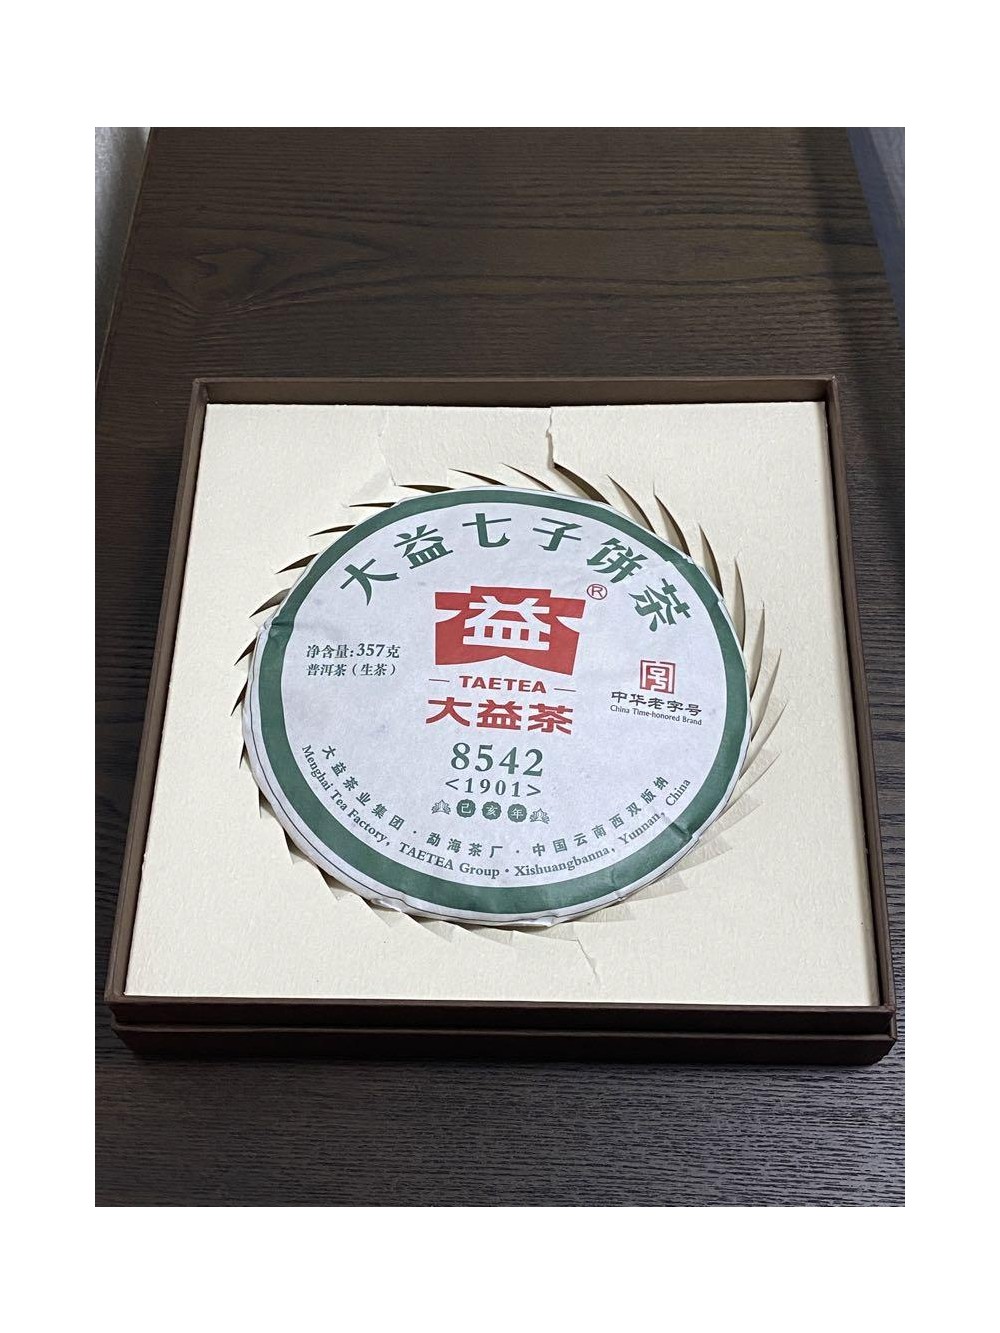 大益七子饼茶
益
®
净含量:357克
普洱茶（生茶）
— TAETEA —
大益茶
中华老字号
China Time-honored Brand
8542
<1901>
己亥年
大益茶业集团·勐海茶厂·中国云南西双版纳
Menghai Tea Factory, TAETEA Group • Xishuangbanna, Yunnan, China